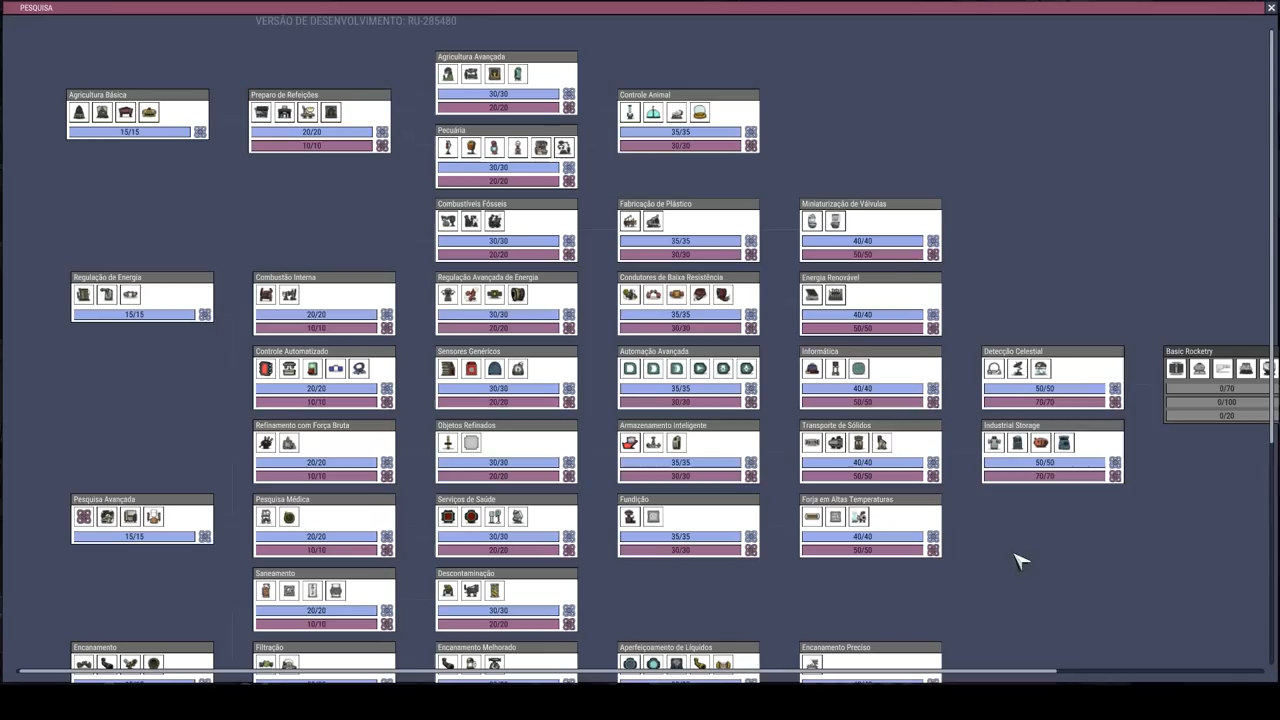 PESQUISA
VERSÃO DE DESENVOLVIMENTO: RU-285480
Agricultura Avançada
30/30
20/20
Agricultura Básica
15/15
Preparo de Refeições
20/20
10/10
Controle Animal
35/35
30/30
Pecuária
30/30
20/20
Combustíveis Fósseis
30/30
20/20
Fabricação de Plástico
35/35
30/30
Miniaturização de Válvulas
40/40
50/50
Regulação de Energia
15/15
Combustão Interna
20/20
10/10
Regulação Avançada de Energia
30/30
20/20
Condutores de Baixa Resistência
35/35
30/30
Energia Renovável
40/40
50/50
Controle Automatizado
20/20
10/10
Sensores Genéricos
30/30
20/20
Automação Avançada
35/35
30/30
Informática
40/40
50/50
Detecção Celestial
50/50
70/70
Basic Rocketry
0/70
0/100
0/20
Refinamento com Força Bruta
20/20
10/10
Objetos Refinados
30/30
20/20
Armazenamento Inteligente
35/35
30/30
Transporte de Sólidos
40/40
50/50
Industrial Storage
50/50
70/70
Pesquisa Avançada
15/15
Pesquisa Médica
20/20
10/10
Serviços de Saúde
30/30
20/20
Fundição
35/35
30/30
Forja em Altas Temperaturas
40/40
50/50
Saneamento
20/20
10/10
Descontaminação
30/30
20/20
Encanamento
Filtração
Encanamento Melhorado
Aperfeiçoamento de Líquidos
Encanamento Preciso